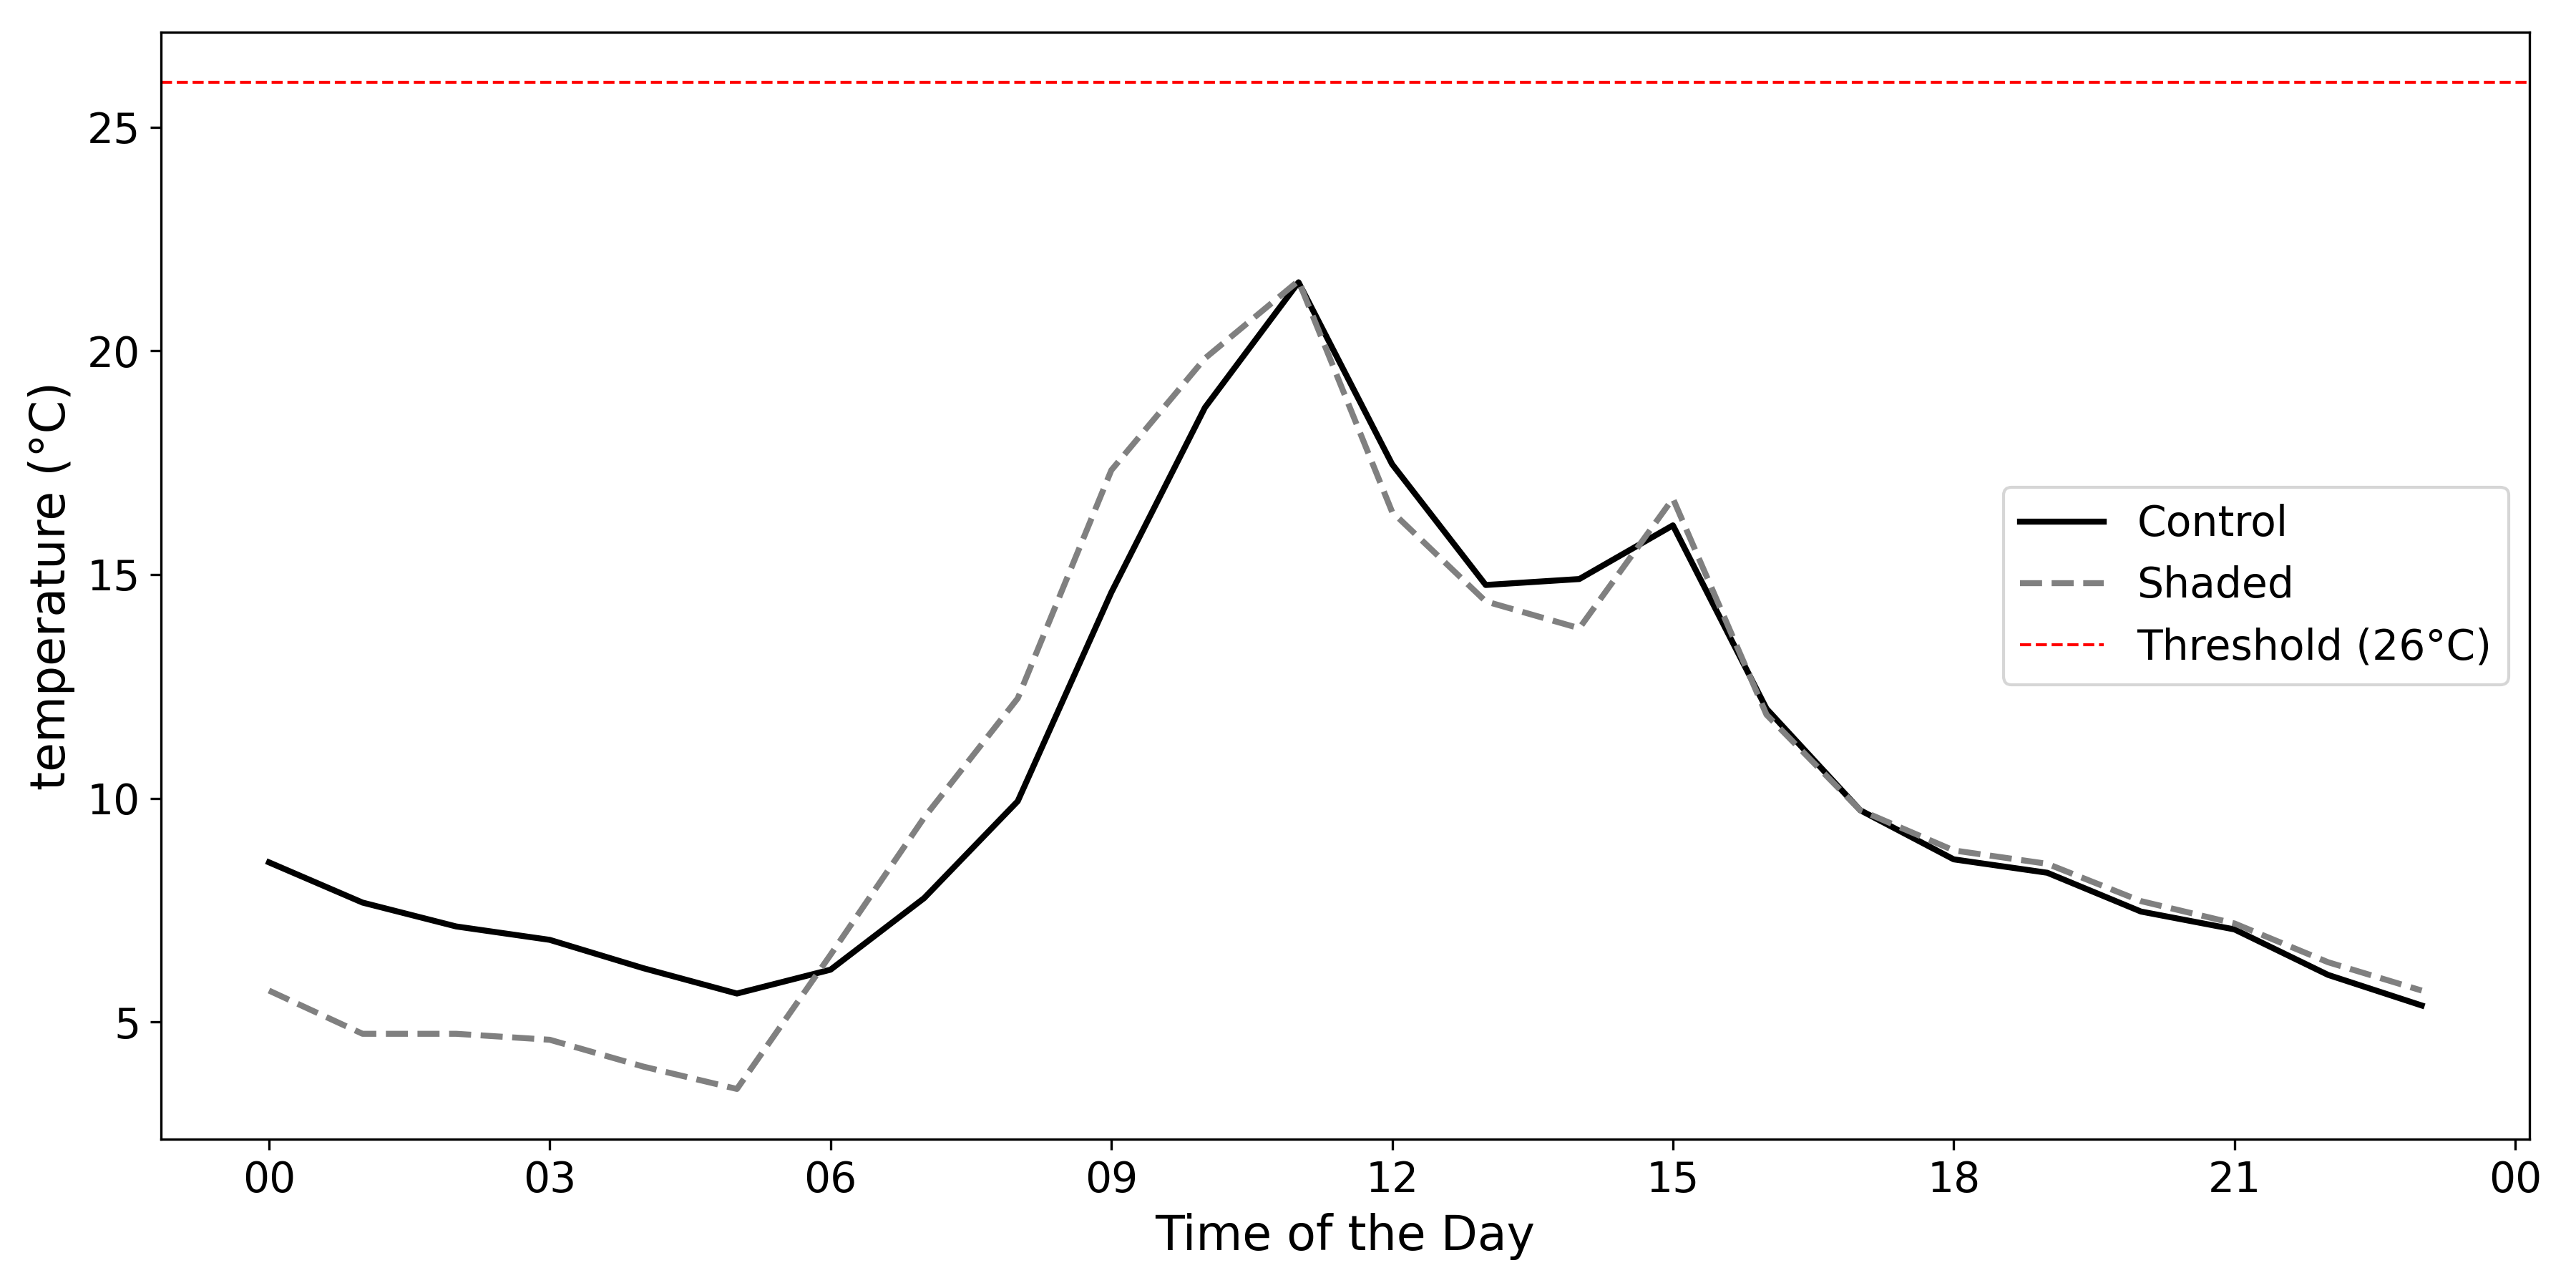 25
20
15
10
5
temperature (°C)
Control
Shaded
Threshold (26°C)
00 03 06 09 12 15 18 21 00
Time of the Day